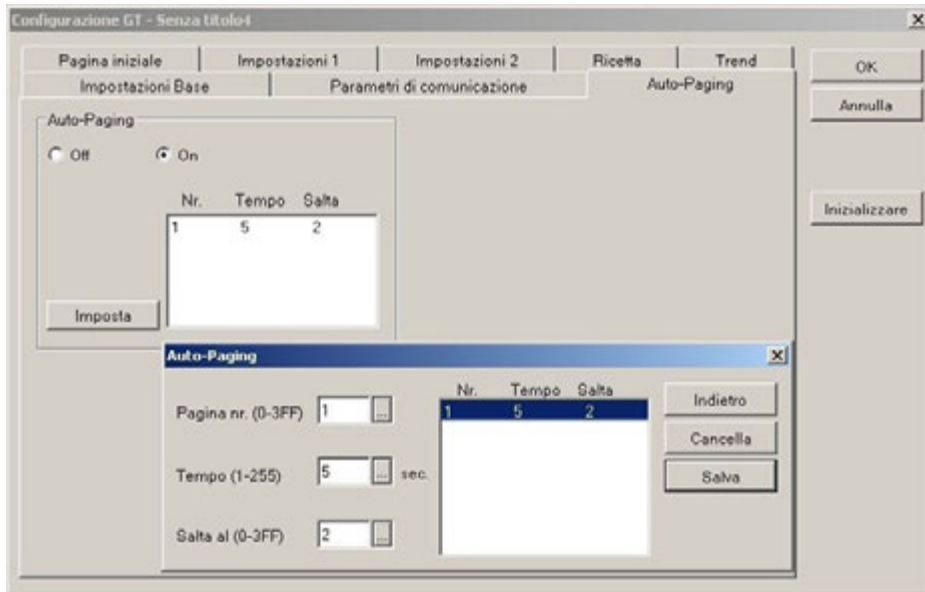 Configurazione GT - Senza titolo4
Pagina iniziale Impostazioni 1 Impostazioni 2 Ricetta Trend
Impostazioni Base Parametri di comunicazione Auto-Paging
OK
Annulla
Inizializzare
Auto-Paging
Off On
Nr. Tempo Salta
1 5 2
Imposta
Auto-Paging
Pagina nr. (0-3FF) 1 ...
Tempo (1-255) 5 ... sec.
Salta al (0-3FF) 2 ...
Nr. Tempo Salta
1 5 2
Indietro
Cancella
Salva